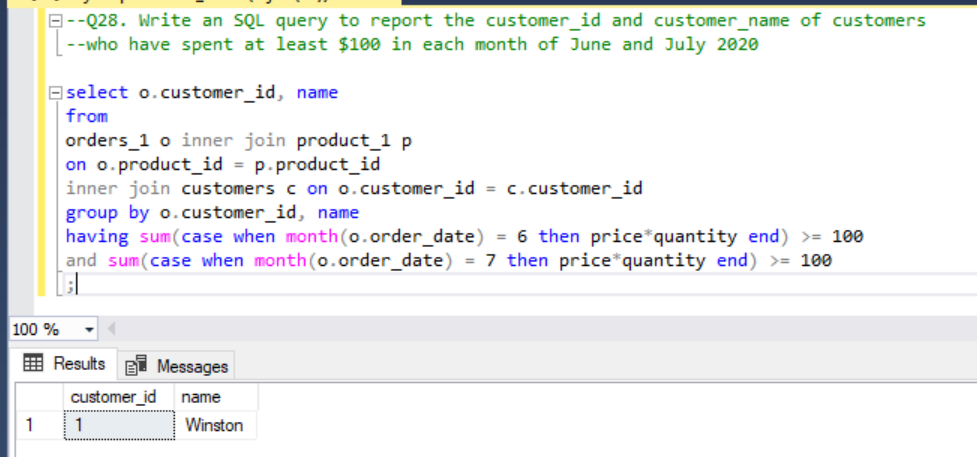 --Q28. Write an SQL query to report the customer_id and customer_name of customers
--who have spent at least $100 in each month of June and July 2020
select o.customer_id, name
from
orders_1 o inner join product_1 p
on o.product_id = p.product_id
inner join customers c on o.customer_id = c.customer_id
group by o.customer_id, name
having sum(case when month(o.order_date) = 6 then price*quantity end) >= 100
and sum(case when month(o.order_date) = 7 then price*quantity end) >= 100
;
100 %
Results Messages
customer_id name
1 1 Winston